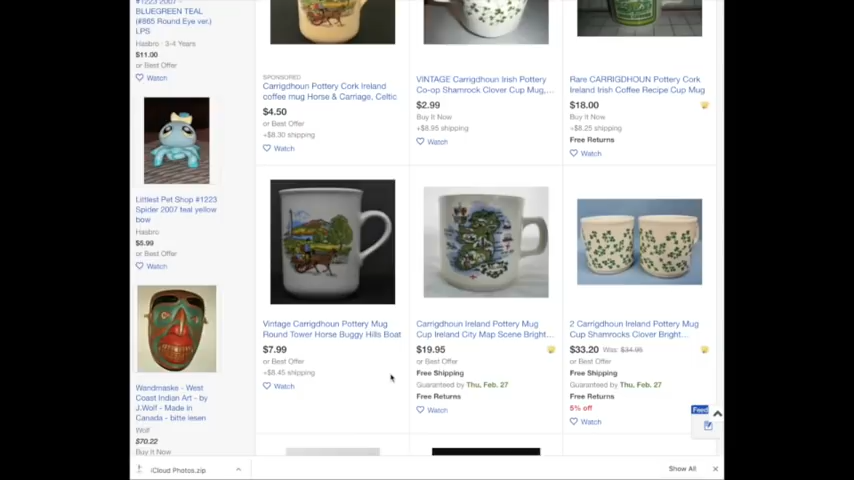 #1223 2007 -
BLUEGREEN TEAL
(#865 Round Eye ver.)
LPS
Hasbro · 3-4 Years
$11.00
or Best Offer
Watch
Littlest Pet Shop #1223
Spider 2007 teal yellow
bow
Hasbro
$5.99
or Best Offer
Watch
Wandmaske - West
Coast Indian Art - by
J.Wolf - Made in
Canada - bitte lesen
Wolf
$70.22
Buy It Now
SPONSORED
Carrigdhoun Pottery Cork Ireland
coffee mug Horse & Carriage, Celtic
$4.50
or Best Offer
+$8.30 shipping
Watch
VINTAGE Carrigdhoun Irish Pottery
Co-op Shamrock Clover Cup Mug,...
$2.99
Buy It Now
+$8.95 shipping
Watch
Rare CARRIGDHOUN Pottery Cork
Ireland Irish Coffee Recipe Cup Mug
$18.00
Buy It Now
+$8.25 shipping
Free Returns
Watch
Vintage Carrigdhoun Pottery Mug
Round Tower Horse Buggy Hills Boat
$7.99
or Best Offer
+$8.45 shipping
Watch
Carrigdhoun Ireland Pottery Mug
Cup Ireland City Map Scene Bright...
$19.95
or Best Offer
Free Shipping
Guaranteed by Thu, Feb. 27
Free Returns
Watch
2 Carrigdhoun Ireland Pottery Mug
Cup Shamrocks Clover Bright...
$33.20 Was: $34.95
or Best Offer
Free Shipping
Guaranteed by Thu, Feb. 27
Free Returns
5% off
Watch
Feed
iCloud Photos.zip
Show All